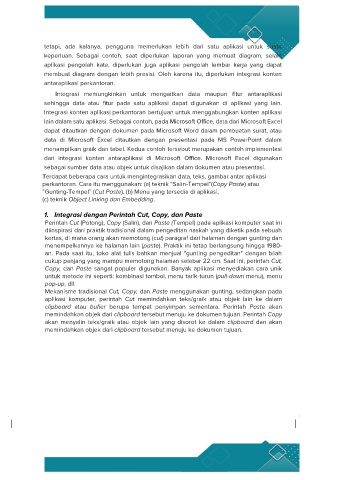 tetapi, ada kalanya, pengguna memerlukan lebih dari satu aplikasi untuk suatu
keperluan. Sebagai contoh, saat diperlukan laporan yang memuat diagram, selain
aplikasi pengolah kata, diperlukan juga aplikasi pengolah lembar kerja yang dapat
membuat diagram dengan lebih presisi. Oleh karena itu, diperlukan integrasi konten
antaraplikasi perkantoran.
Integrasi memungkinkan untuk mengaitkan data maupun fitur antaraplikasi
sehingga data atau fitur pada satu aplikasi dapat digunakan di aplikasi yang lain.
Integrasi konten aplikasi perkantoran bertujuan untuk menggabungkan konten aplikasi
lain dalam satu aplikasi. Sebagai contoh, pada Microsoft Office, data dari Microsoft Excel
dapat ditautkan dengan dokumen pada Microsoft Word dalam pembuatan surat, atau
data di Microsoft Excel ditautkan dengan presentasi pada MS PowerPoint dalam
menampilkan grafik dan tabel. Kedua contoh tersebut merupakan contoh implementasi
dari integrasi konten antaraplikasi di Microsoft Office. Microsoft Excel digunakan
sebagai sumber data atau objek untuk disajikan dalam dokumen atau presentasi.
Terdapat beberapa cara untuk mengintegrasikan data, teks, gambar antar aplikasi
perkantoran. Cara itu menggunakan: (a) teknik "Salin-Tempel"(Copy Paste) atau
"Gunting-Tempel" (Cut Paste), (b) Menu yang tersedia di aplikasi,
(c) teknik Object Linking dan Embedding.
1. Integrasi dengan Perintah Cut, Copy, dan Paste
Perintah Cut (Potong), Copy (Salin), dan Paste (Tempel) pada aplikasi komputer saat ini
diinspirasi dari praktik tradisional dalam pengeditan naskah yang diketik pada sebuah
kertas, di mana orang akan memotong (cut) paragraf dari halaman dengan gunting dan
menempelkannya ke halaman lain (paste). Praktik ini tetap berlangsung hingga 1980-
an. Pada saat itu, toko alat tulis bahkan menjual "gunting pengeditan" dengan bilah
cukup panjang yang mampu memotong halaman selebar 22 cm. Saat ini, perintah Cut,
Copy, dan Paste sangat populer digunakan. Banyak aplikasi menyediakan cara unik
untuk metode ini seperti: kombinasi tombol, menu tarik-turun (pull-down menu), menu
pop-up, dll.
Mekanisme tradisional Cut, Copy, dan Paste menggunakan gunting, sedangkan pada
aplikasi komputer, perintah Cut memindahkan teks/grafis atau objek lain ke dalam
clipboard atau bufier berupa tempat penyimpan sementara. Perintah Paste akan
memindahkan objek dari clipboard tersebut menuju ke dokumen tujuan. Perintah Copy
akan menyalin teks/grafik atau objek lain yang disorot ke dalam clipboard dan akan
memindahkan objek dari clipboard tersebut menuju ke dokumen tujuan.